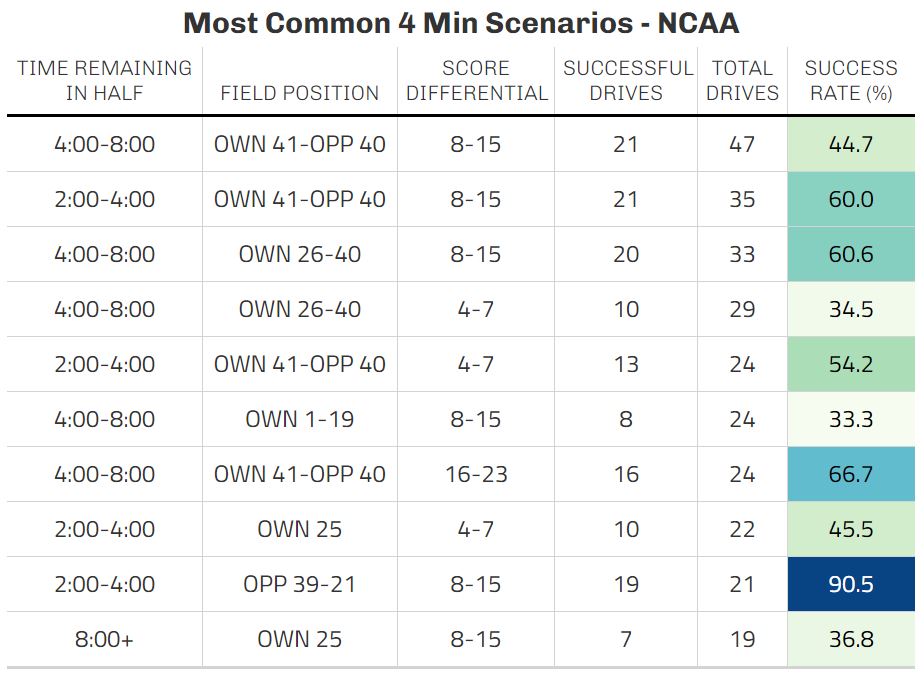 Most Common 4 Min Scenarios - NCAA
TIME REMAINING IN HALF FIELD POSITION SCORE DIFFERENTIAL SUCCESSFUL DRIVES TOTAL DRIVES SUCCESS RATE (%)
4:00-8:00 OWN 41-OPP 40 8-15 21 47 44.7
2:00-4:00 OWN 41-OPP 40 8-15 21 35 60.0
4:00-8:00 OWN 26-40 8-15 20 33 60.6
4:00-8:00 OWN 26-40 4-7 10 29 34.5
2:00-4:00 OWN 41-OPP 40 4-7 13 24 54.2
4:00-8:00 OWN 1-19 8-15 8 24 33.3
4:00-8:00 OWN 41-OPP 40 16-23 16 24 66.7
2:00-4:00 OWN 25 4-7 10 22 45.5
2:00-4:00 OPP 39-21 8-15 19 21 90.5
8:00+ OWN 25 8-15 7 19 36.8